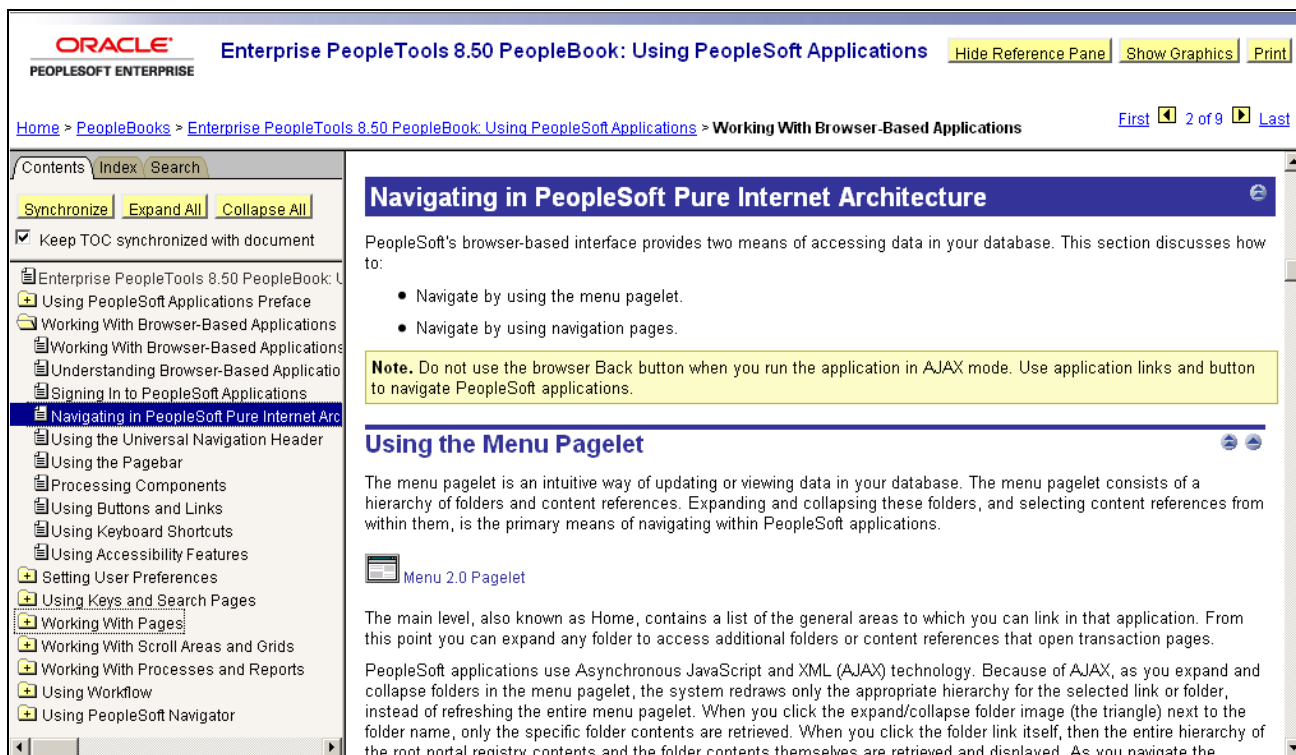 ORACLE
PEOPLESOFT ENTERPRISE
Enterprise PeopleTools 8.50 PeopleBook: Using PeopleSoft Applications
Hide Reference Pane Show Graphics Print
Home > PeopleBooks > Enterprise PeopleTools 8.50 PeopleBook: Using PeopleSoft Applications > Working With Browser-Based Applications
First 2 of 9 Last
Contents Index Search
Synchronize Expand All Collapse All
Keep TOC synchronized with document
Enterprise PeopleTools 8.50 PeopleBook: U
Using PeopleSoft Applications Preface
Working With Browser-Based Applications
Working With Browser-Based Applications
Understanding Browser-Based Applicatio
Signing In to PeopleSoft Applications
Navigating in PeopleSoft Pure Internet Arc
Using the Universal Navigation Header
Using the Pagebar
Processing Components
Using Buttons and Links
Using Keyboard Shortcuts
Using Accessibility Features
Setting User Preferences
Using Keys and Search Pages
Working With Pages
Working With Scroll Areas and Grids
Working With Processes and Reports
Using Workflow
Using PeopleSoft Navigator
Navigating in PeopleSoft Pure Internet Architecture
PeopleSoft's browser-based interface provides two means of accessing data in your database. This section discusses how
to:
• Navigate by using the menu pagelet.
• Navigate by using navigation pages.
Note. Do not use the browser Back button when you run the application in AJAX mode. Use application links and button
to navigate PeopleSoft applications.
Using the Menu Pagelet
The menu pagelet is an intuitive way of updating or viewing data in your database. The menu pagelet consists of a
hierarchy of folders and content references. Expanding and collapsing these folders, and selecting content references from
within them, is the primary means of navigating within PeopleSoft applications.
Menu 2.0 Pagelet
The main level, also known as Home, contains a list of the general areas to which you can link in that application. From
this point you can expand any folder to access additional folders or content references that open transaction pages.
PeopleSoft applications use Asynchronous JavaScript and XML (AJAX) technology. Because of AJAX, as you expand and
collapse folders in the menu pagelet, the system redraws only the appropriate hierarchy for the selected link or folder,
instead of refreshing the entire menu pagelet. When you click the expand/collapse folder image (the triangle) next to the
folder name, only the specific folder contents are retrieved. When you click the folder link itself, then the entire hierarchy of
the root portal registry contents and the folder contents themselves are retrieved and displayed. As you navigate the